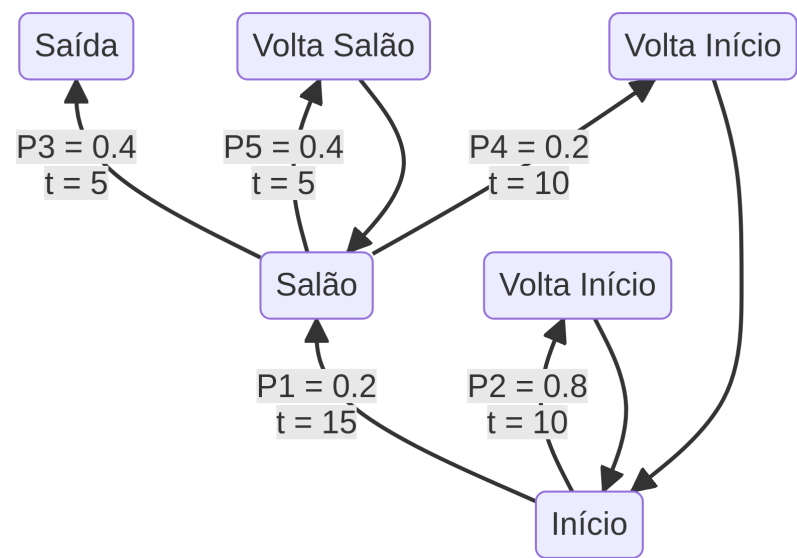 Saída
Volta Salão
Volta Início
P3 = 0.4
t = 5
P5 = 0.4
t = 5
P4 = 0.2
t = 10
Salão
Volta Início
P1 = 0.2
t = 15
P2 = 0.8
t = 10
Início